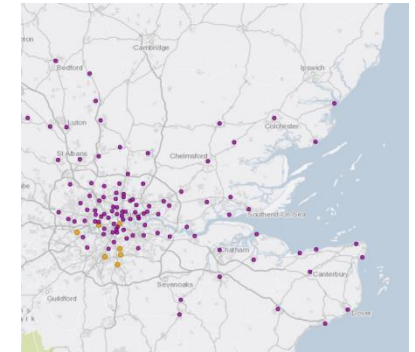 Cambridge
Bedford
Ipswich
Luton
Colchester
St Albans
Chelmsford
Southend-On-Sea
Chatham
Canterbury
Sevenoaks
Guildford
Dover